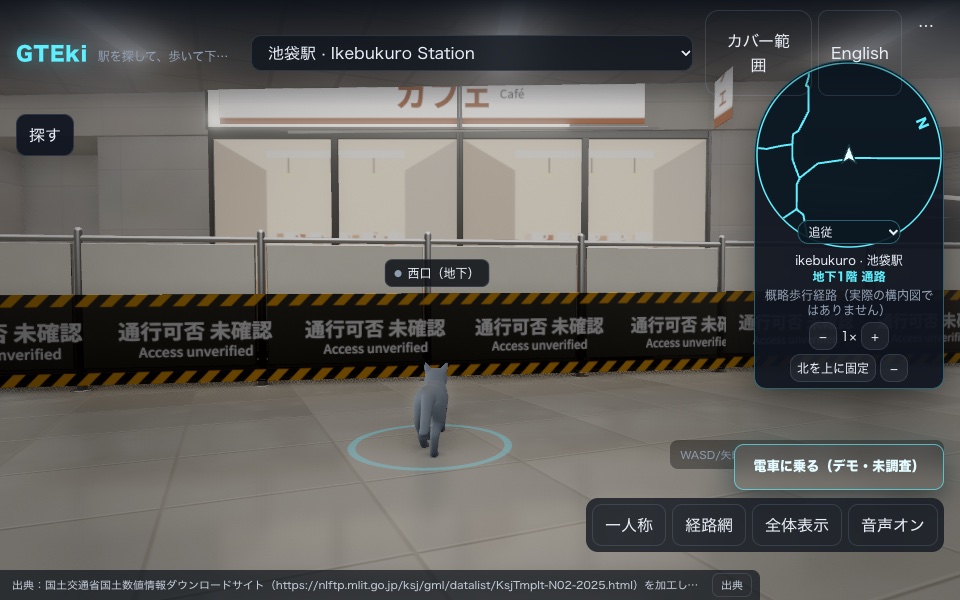 GTEki 駅を探して、歩いて下…
池袋駅 · Ikebukuro Station
カバー範
囲
English
…
探す
カフェ Café
エ
N
追従
ikebukuro · 池袋駅
地下1階 通路
概略歩行経路（実際の構内図で
はありません）
− 1× +
北を上に固定 −
西口（地下）
否 未確認 通行可否 未確認 通行可否 未確認 通行可否 未確認 通行可否 未確
unverified Access unverified Access unverified Access unverified Access unverified
WASD/矢
電車に乗る（デモ・未調査）
一人称 経路網 全体表示 音声オン
出典：国土交通省国土数値情報ダウンロードサイト（https://nlftp.mlit.go.jp/ksj/gml/datalist/KsjTmplt-N02-2025.html）を加工し… 出典